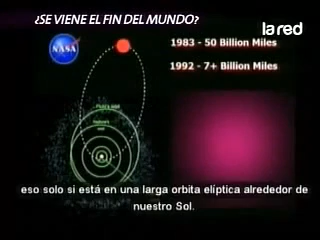 ¿SE VIENE EL FIN DEL MUNDO?
la red
NASA
1983 - 50 Billion Miles
1992 - 7+ Billion Miles
eso solo si está en una larga orbita elíptica alrededor de
nuestro Sol.